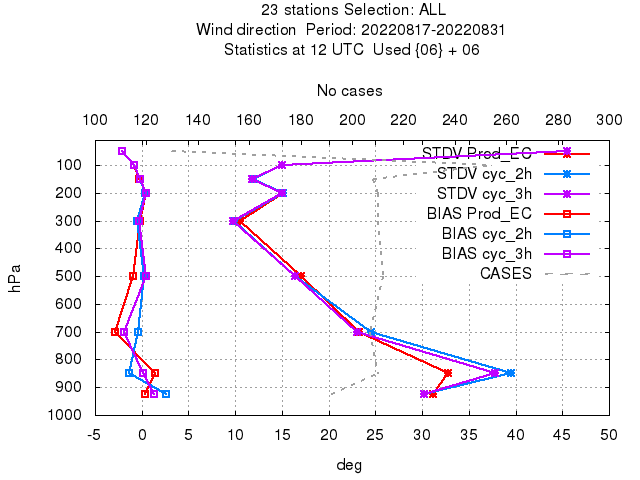 23 stations Selection: ALL
Wind direction  Period: 20220817-20220831
Statistics at 12 UTC  Used {06} + 06
No cases
100 120 140 160 180 200 220 240 260 280 300
STDV Prod_EC
STDV cyc_2h
STDV cyc_3h
BIAS Prod_EC
BIAS cyc_2h
BIAS cyc_3h
CASES
hPa
100
200
300
400
500
600
700
800
900
1000
-5 0 5 10 15 20 25 30 35 40 45 50
deg